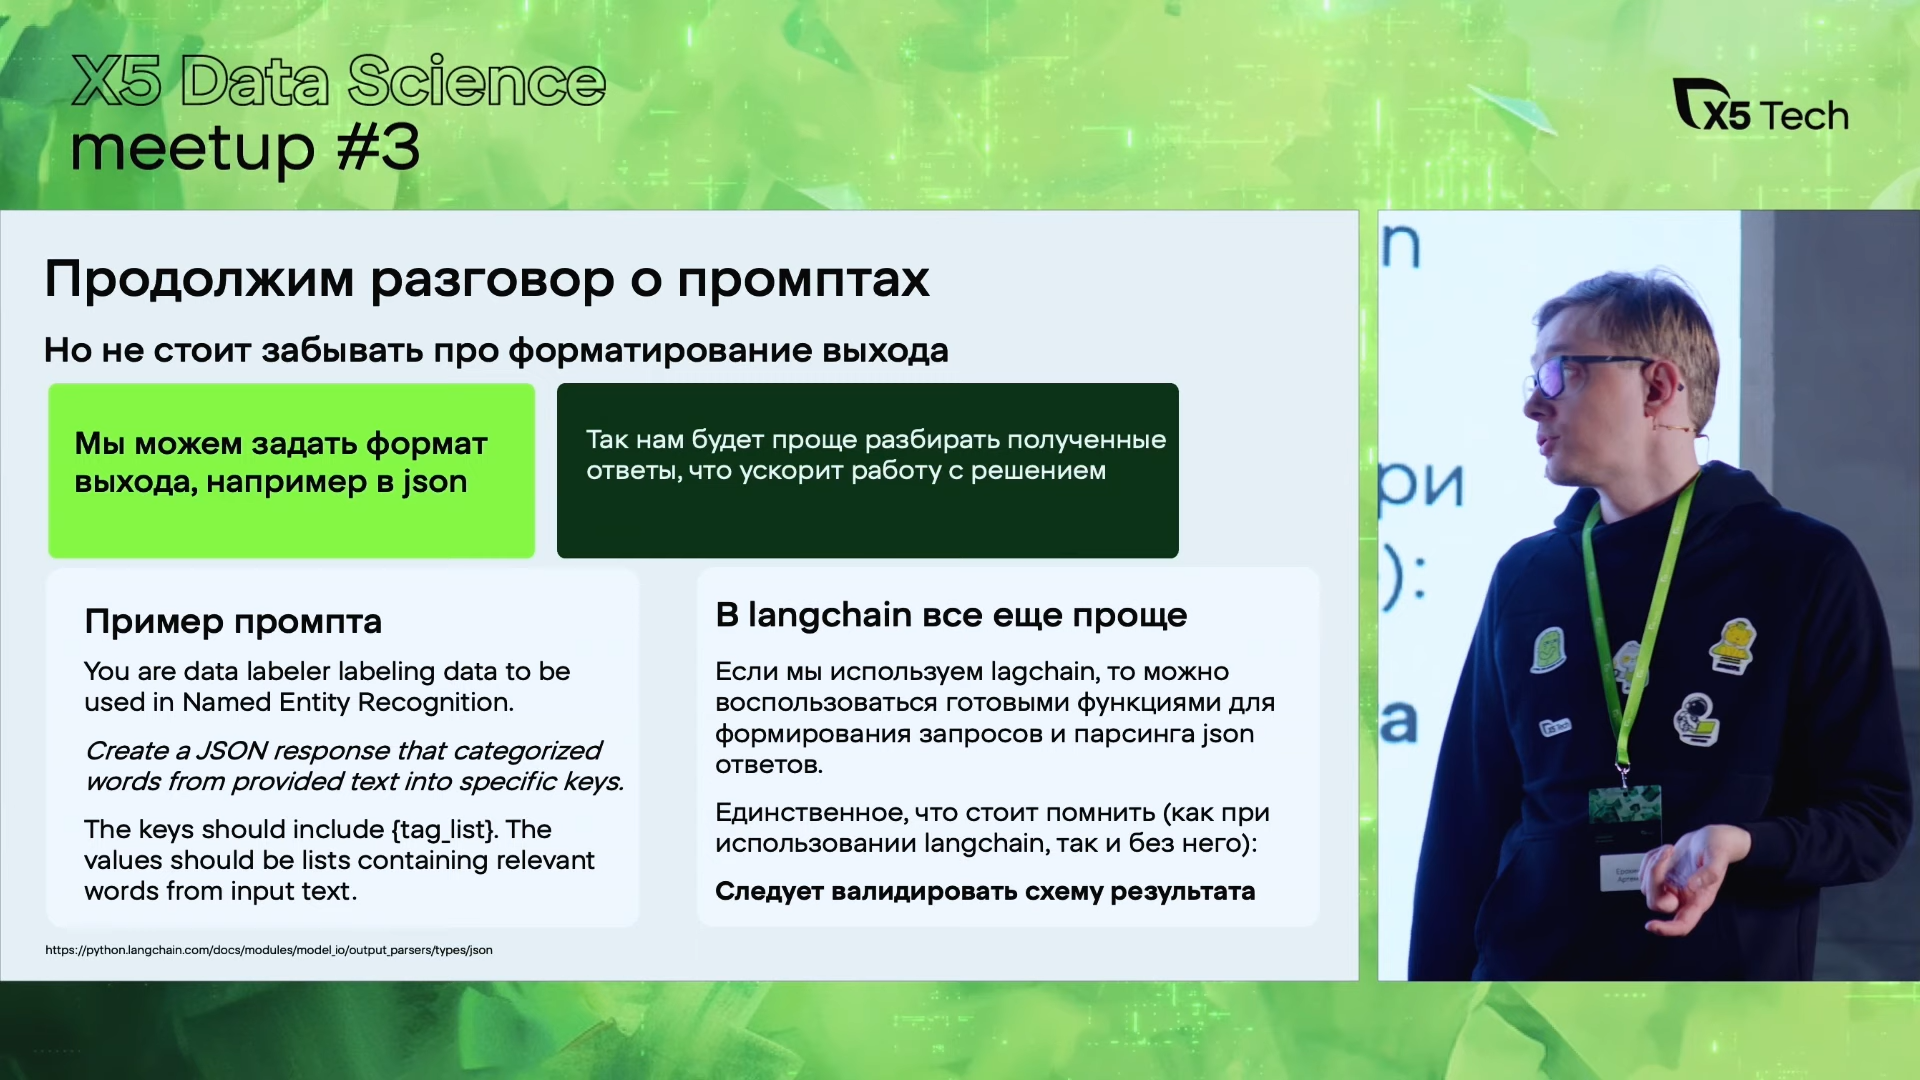 X5 Data Science
meetup #3
X5 Tech
Продолжим разговор о промптах
Но не стоит забывать про форматирование выхода
Мы можем задать формат
выхода, например в json
Так нам будет проще разбирать полученные
ответы, что ускорит работу с решением
Пример промпта
You are data labeler labeling data to be
used in Named Entity Recognition.
Create a JSON response that categorized
words from provided text into specific keys.
The keys should include {tag_list}. The
values should be lists containing relevant
words from input text.
В langchain все еще проще
Если мы используем lagchain, то можно
воспользоваться готовыми функциями для
формирования запросов и парсинга json
ответов.
Единственное, что стоит помнить (как при
использовании langchain, так и без него):
Следует валидировать схему результата
https://python.langchain.com/docs/modules/model_io/output_parsers/types/json
n
ри
):
а
X5 Tech